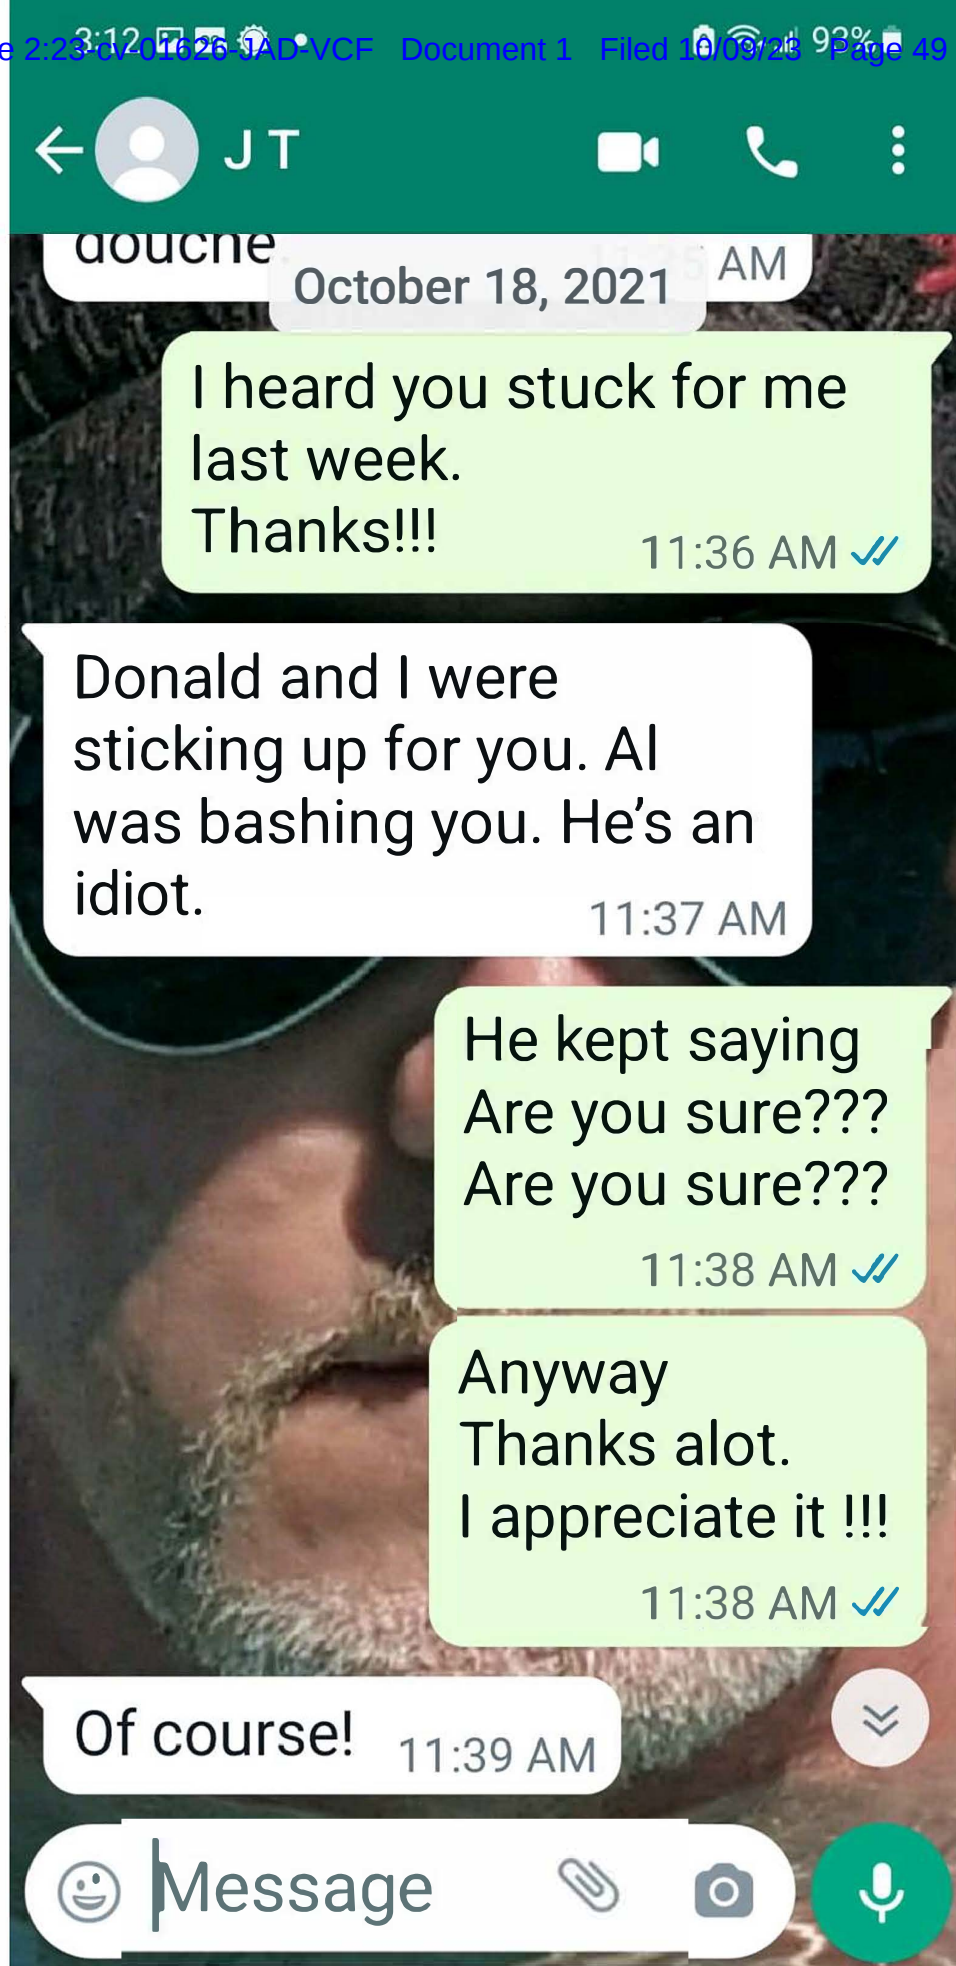 e 2:23-cv-01626-JAD-VCF Document 1 Filed 10/09/23 Page 49
3:12 92%
J T
douche. AM
October 18, 2021
I heard you stuck for me
last week.
Thanks!!!
11:36 AM
Donald and I were
sticking up for you. Al
was bashing you. He’s an
idiot.
11:37 AM
He kept saying
Are you sure???
Are you sure???
11:38 AM
Anyway
Thanks alot.
I appreciate it !!!
11:38 AM
Of course! 11:39 AM
Message